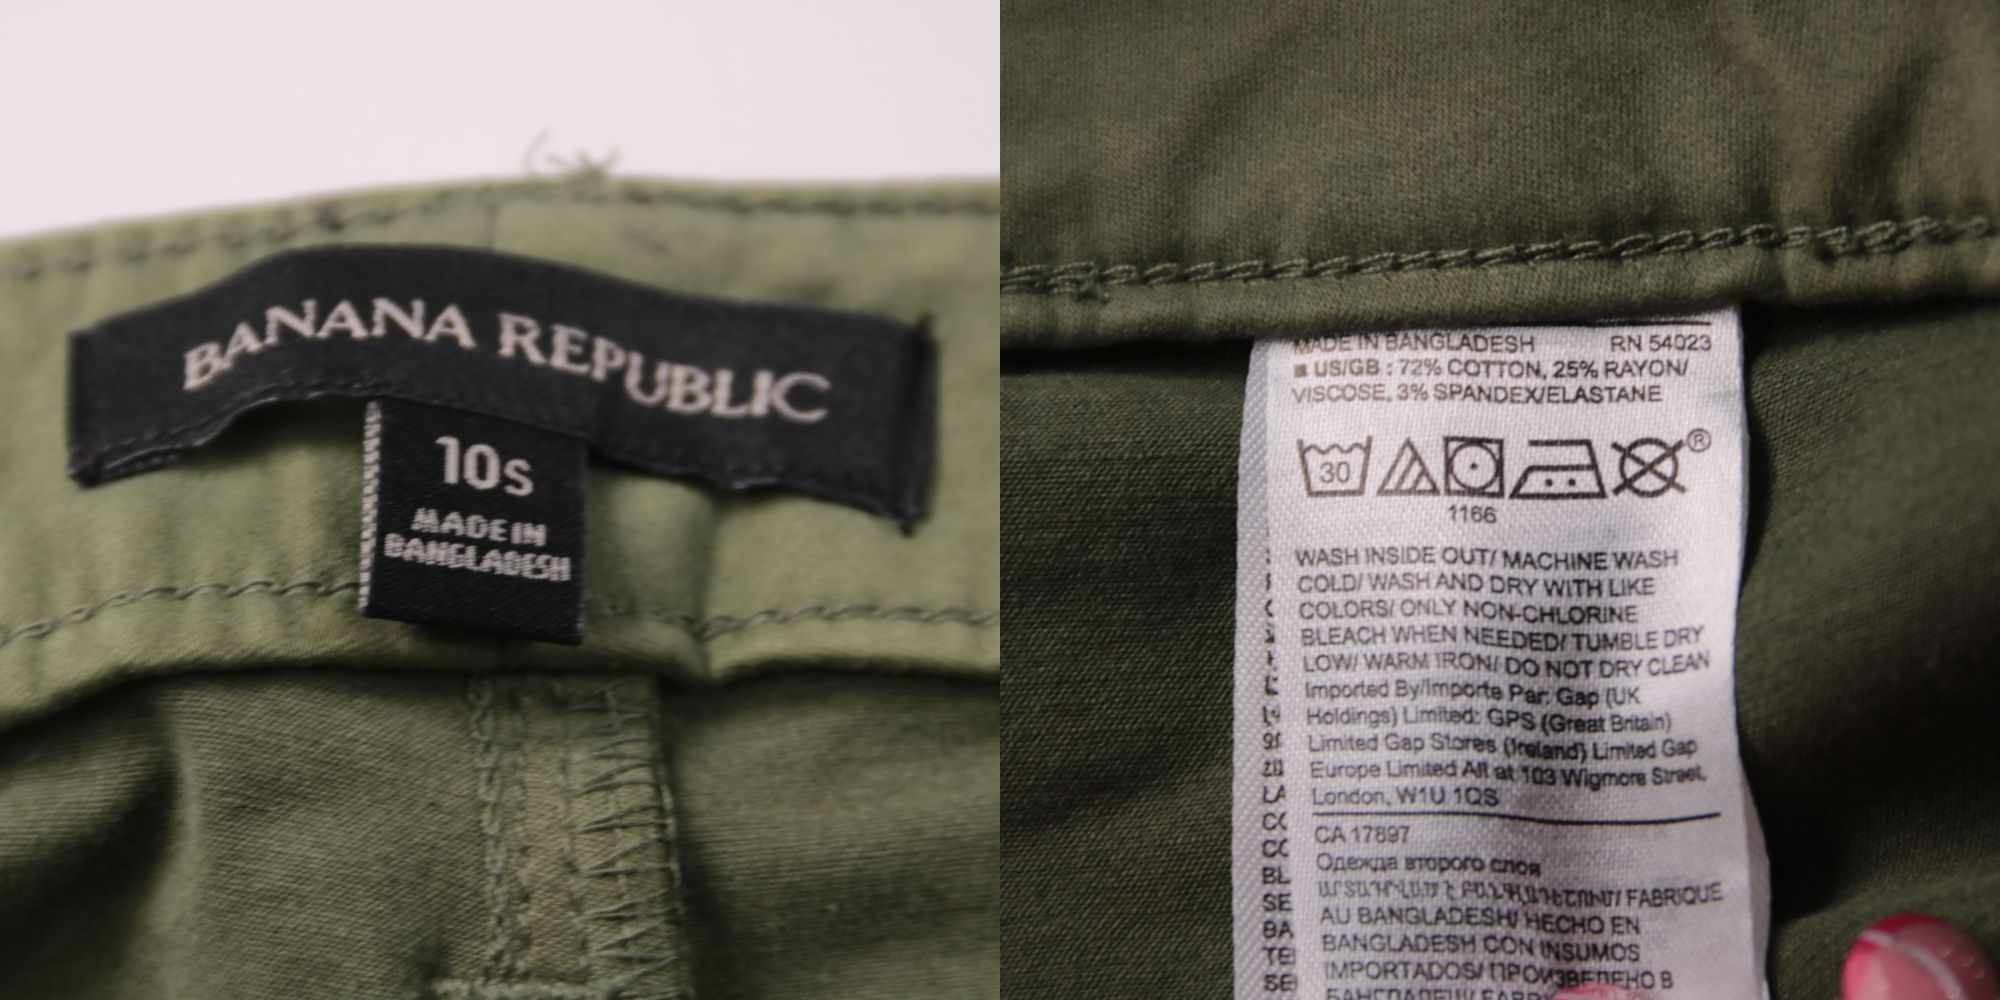 BANANA REPUBLIC
10S
MADE IN
BANGLADESH
MADE IN BANGLADESH RN 54023
US/GB : 72% COTTON, 25% RAYON/
VISCOSE, 3% SPANDEX/ELASTANE
30
®
1166
WASH INSIDE OUT/ MACHINE WASH
COLD/ WASH AND DRY WITH LIKE
COLORS/ ONLY NON-CHLORINE
BLEACH WHEN NEEDED/ TUMBLE DRY
LOW/ WARM IRON/ DO NOT DRY CLEAN
Imported By/Importe Par: Gap (UK
Holdings) Limited: GPS (Great Britain)
Limited Gap Stores (Ireland) Limited Gap
Europe Limited All at 103 Wigmore Street,
London, W1U 1QS
CA 17897
Одежда второго слоя
FABRIQUE
AU BANGLADESH/ HECHO EN
BANGLADESH CON INSUMOS
IMPORTADOS/ ПРОИЗВЕДЕНО В